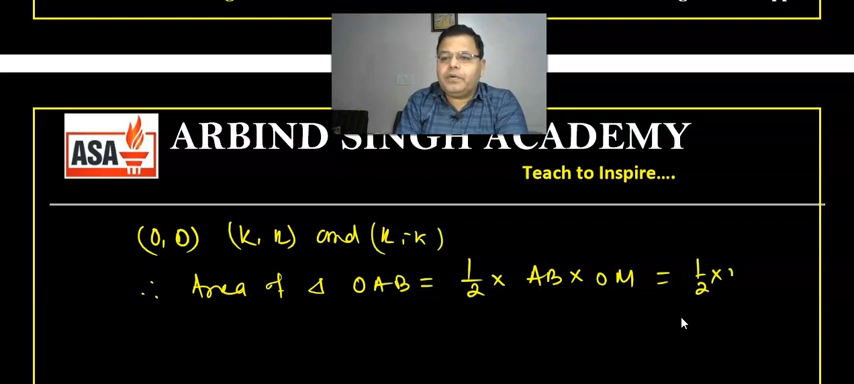 ASA
ARBIND SINGH ACADEMY
Teach to Inspire....
(0, 0) (k, k) and (k, -k)
∴ Area of Δ OAB = 1/2 × AB × OM = 1/2 ×